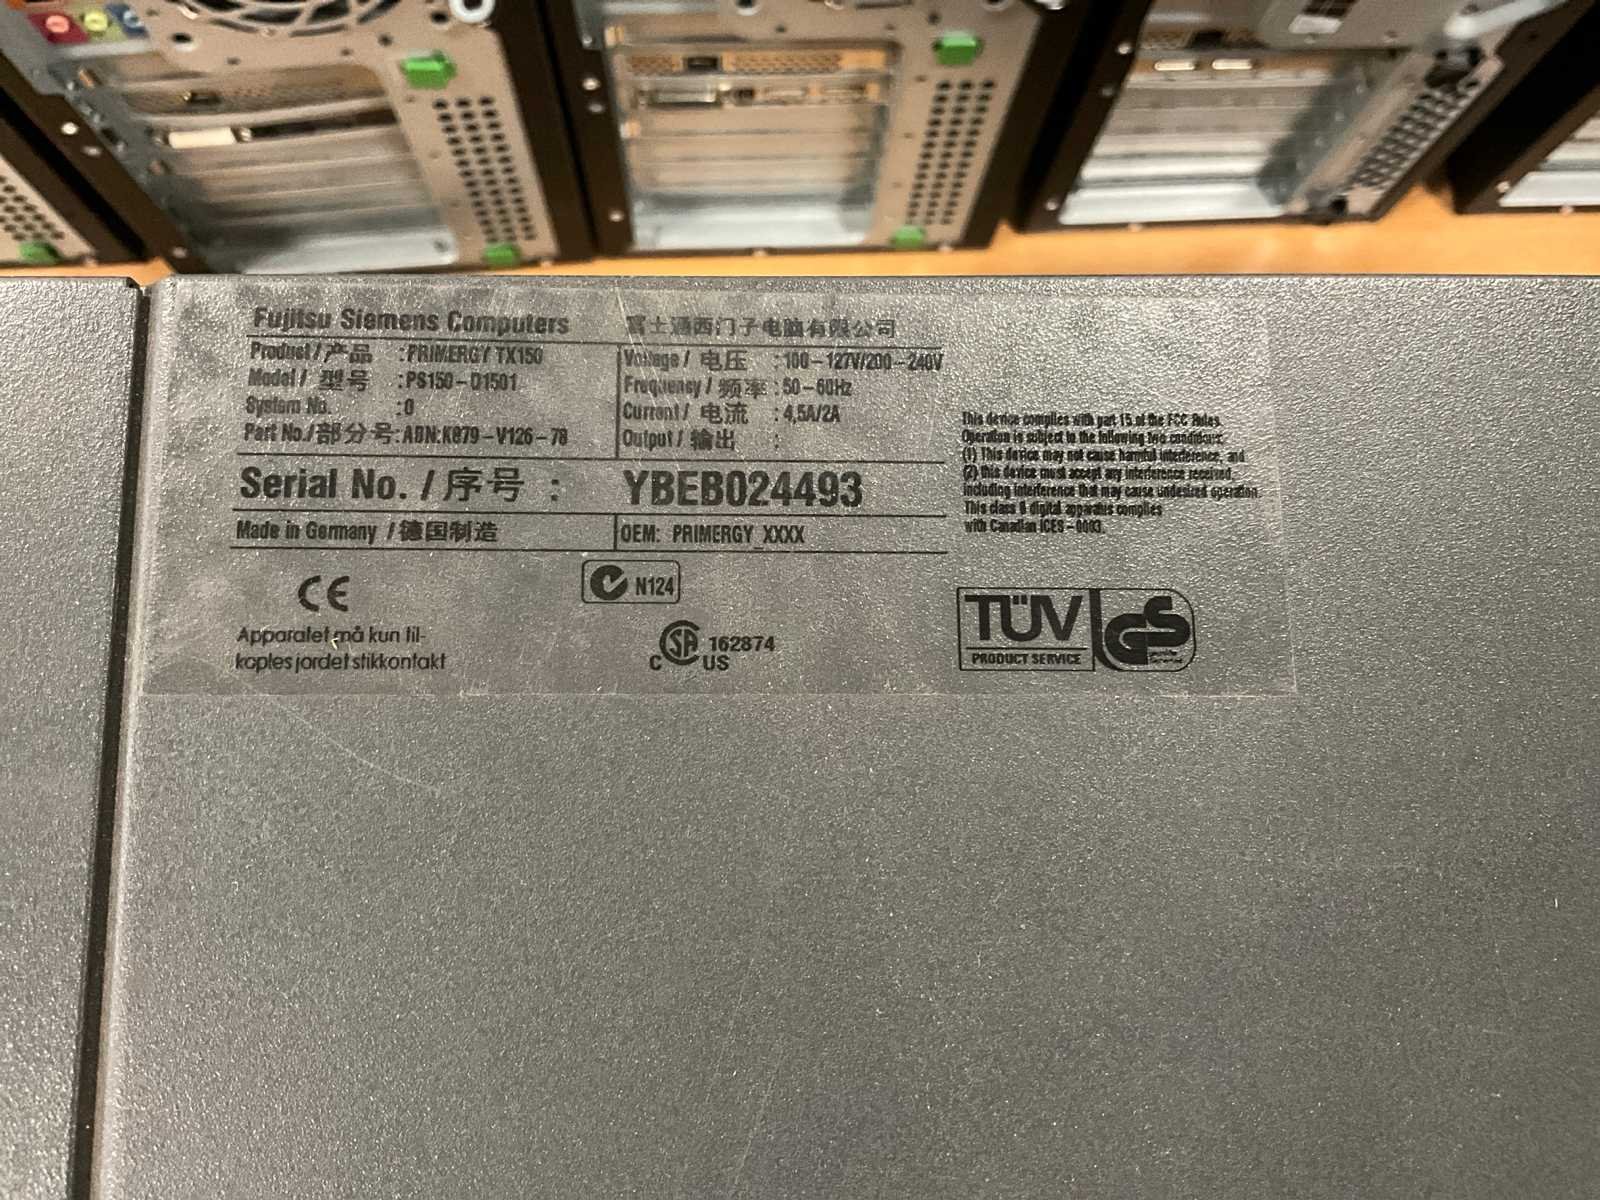 Fujitsu Siemens Computers 富士通西门子电脑有限公司
Product / 产品 :PRIMERGY TX150
Model / 型号 :PS150-D1501
System No. :0
Part No./部分号:ABN:K879-V126-78
Voltage / 电压 :100-127V/200-240V
Frequency / 频率 :50-60Hz
Current / 电流 :4,5A/2A
Output / 输出 :
Serial No. / 序号 : YBEB024493
Made in Germany / 德国制造 OEM: PRIMERGY_XXXX
This device complies with part 15 of the FCC Rules.
Operation is subject to the following two conditions:
(1) This device may not cause harmful interference, and
(2) this device must accept any interference received,
including interference that may cause undesired operation.
This class B digital apparatus complies
with Canadian ICES-0003.
CE
N124
Apparatet må kun til-
koples jordet stikkontakt
SA 162874
C US
TÜV GS
PRODUCT SERVICE